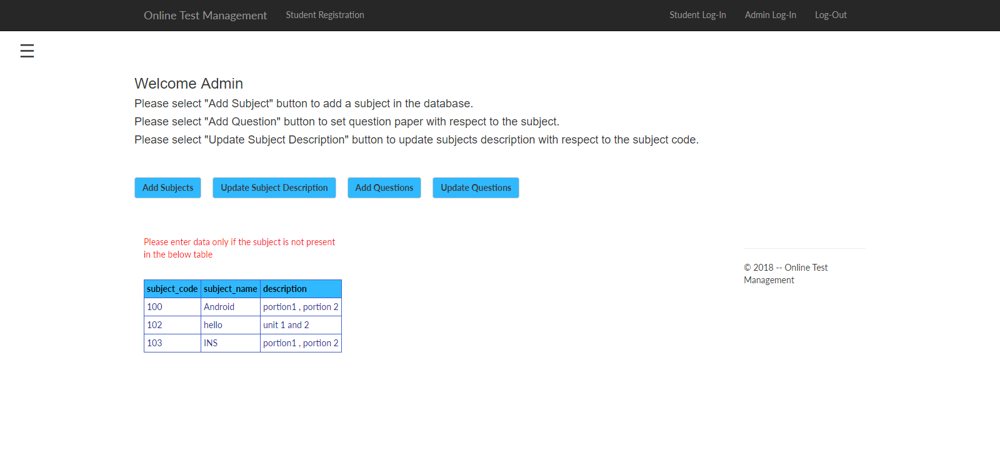 Online Test Management Student Registration Student Log-In Admin Log-In Log-Out
Welcome Admin
Please select "Add Subject" button to add a subject in the database.
Please select "Add Question" button to set question paper with respect to the subject.
Please select "Update Subject Description" button to update subjects description with respect to the subject code.
Add Subjects Update Subject Description Add Questions Update Questions
Please enter data only if the subject is not present
in the below table
subject_code subject_name description
100 Android portion1 , portion 2
102 hello unit 1 and 2
103 INS portion1 , portion 2
© 2018 -- Online Test
Management